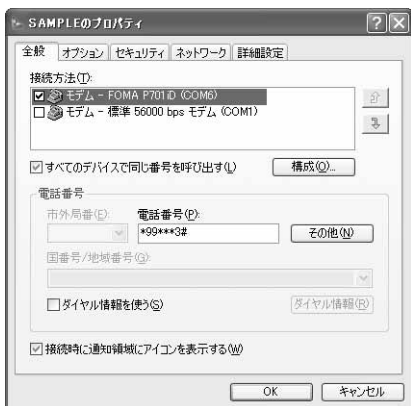 SAMPLEのプロパティ
全般 オプション セキュリティ ネットワーク 詳細設定
接続方法(T):
モデム - FOMA P701iD (COM6)
モデム - 標準 56000 bps モデム (COM1)
すべてのデバイスで同じ番号を呼び出す(L) 構成(O)...
電話番号
市外局番(E): 電話番号(P):
*99***3# その他(N)
国番号/地域番号(G):
ダイヤル情報を使う(S) ダイヤル情報(R)
接続時に通知領域にアイコンを表示する(W)
OK キャンセル